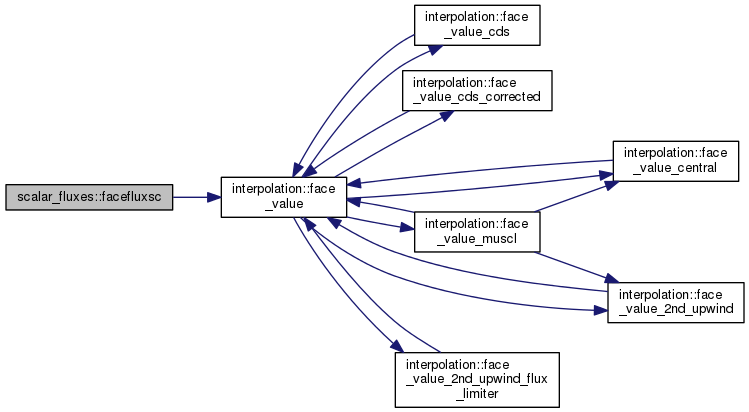 interpolation::face
_value_cds
interpolation::face
_value_cds_corrected
interpolation::face
_value_central
scalar_fluxes::facefluxsc
interpolation::face
_value
interpolation::face
_value_muscl
interpolation::face
_value_2nd_upwind
interpolation::face
_value_2nd_upwind_flux
_limiter